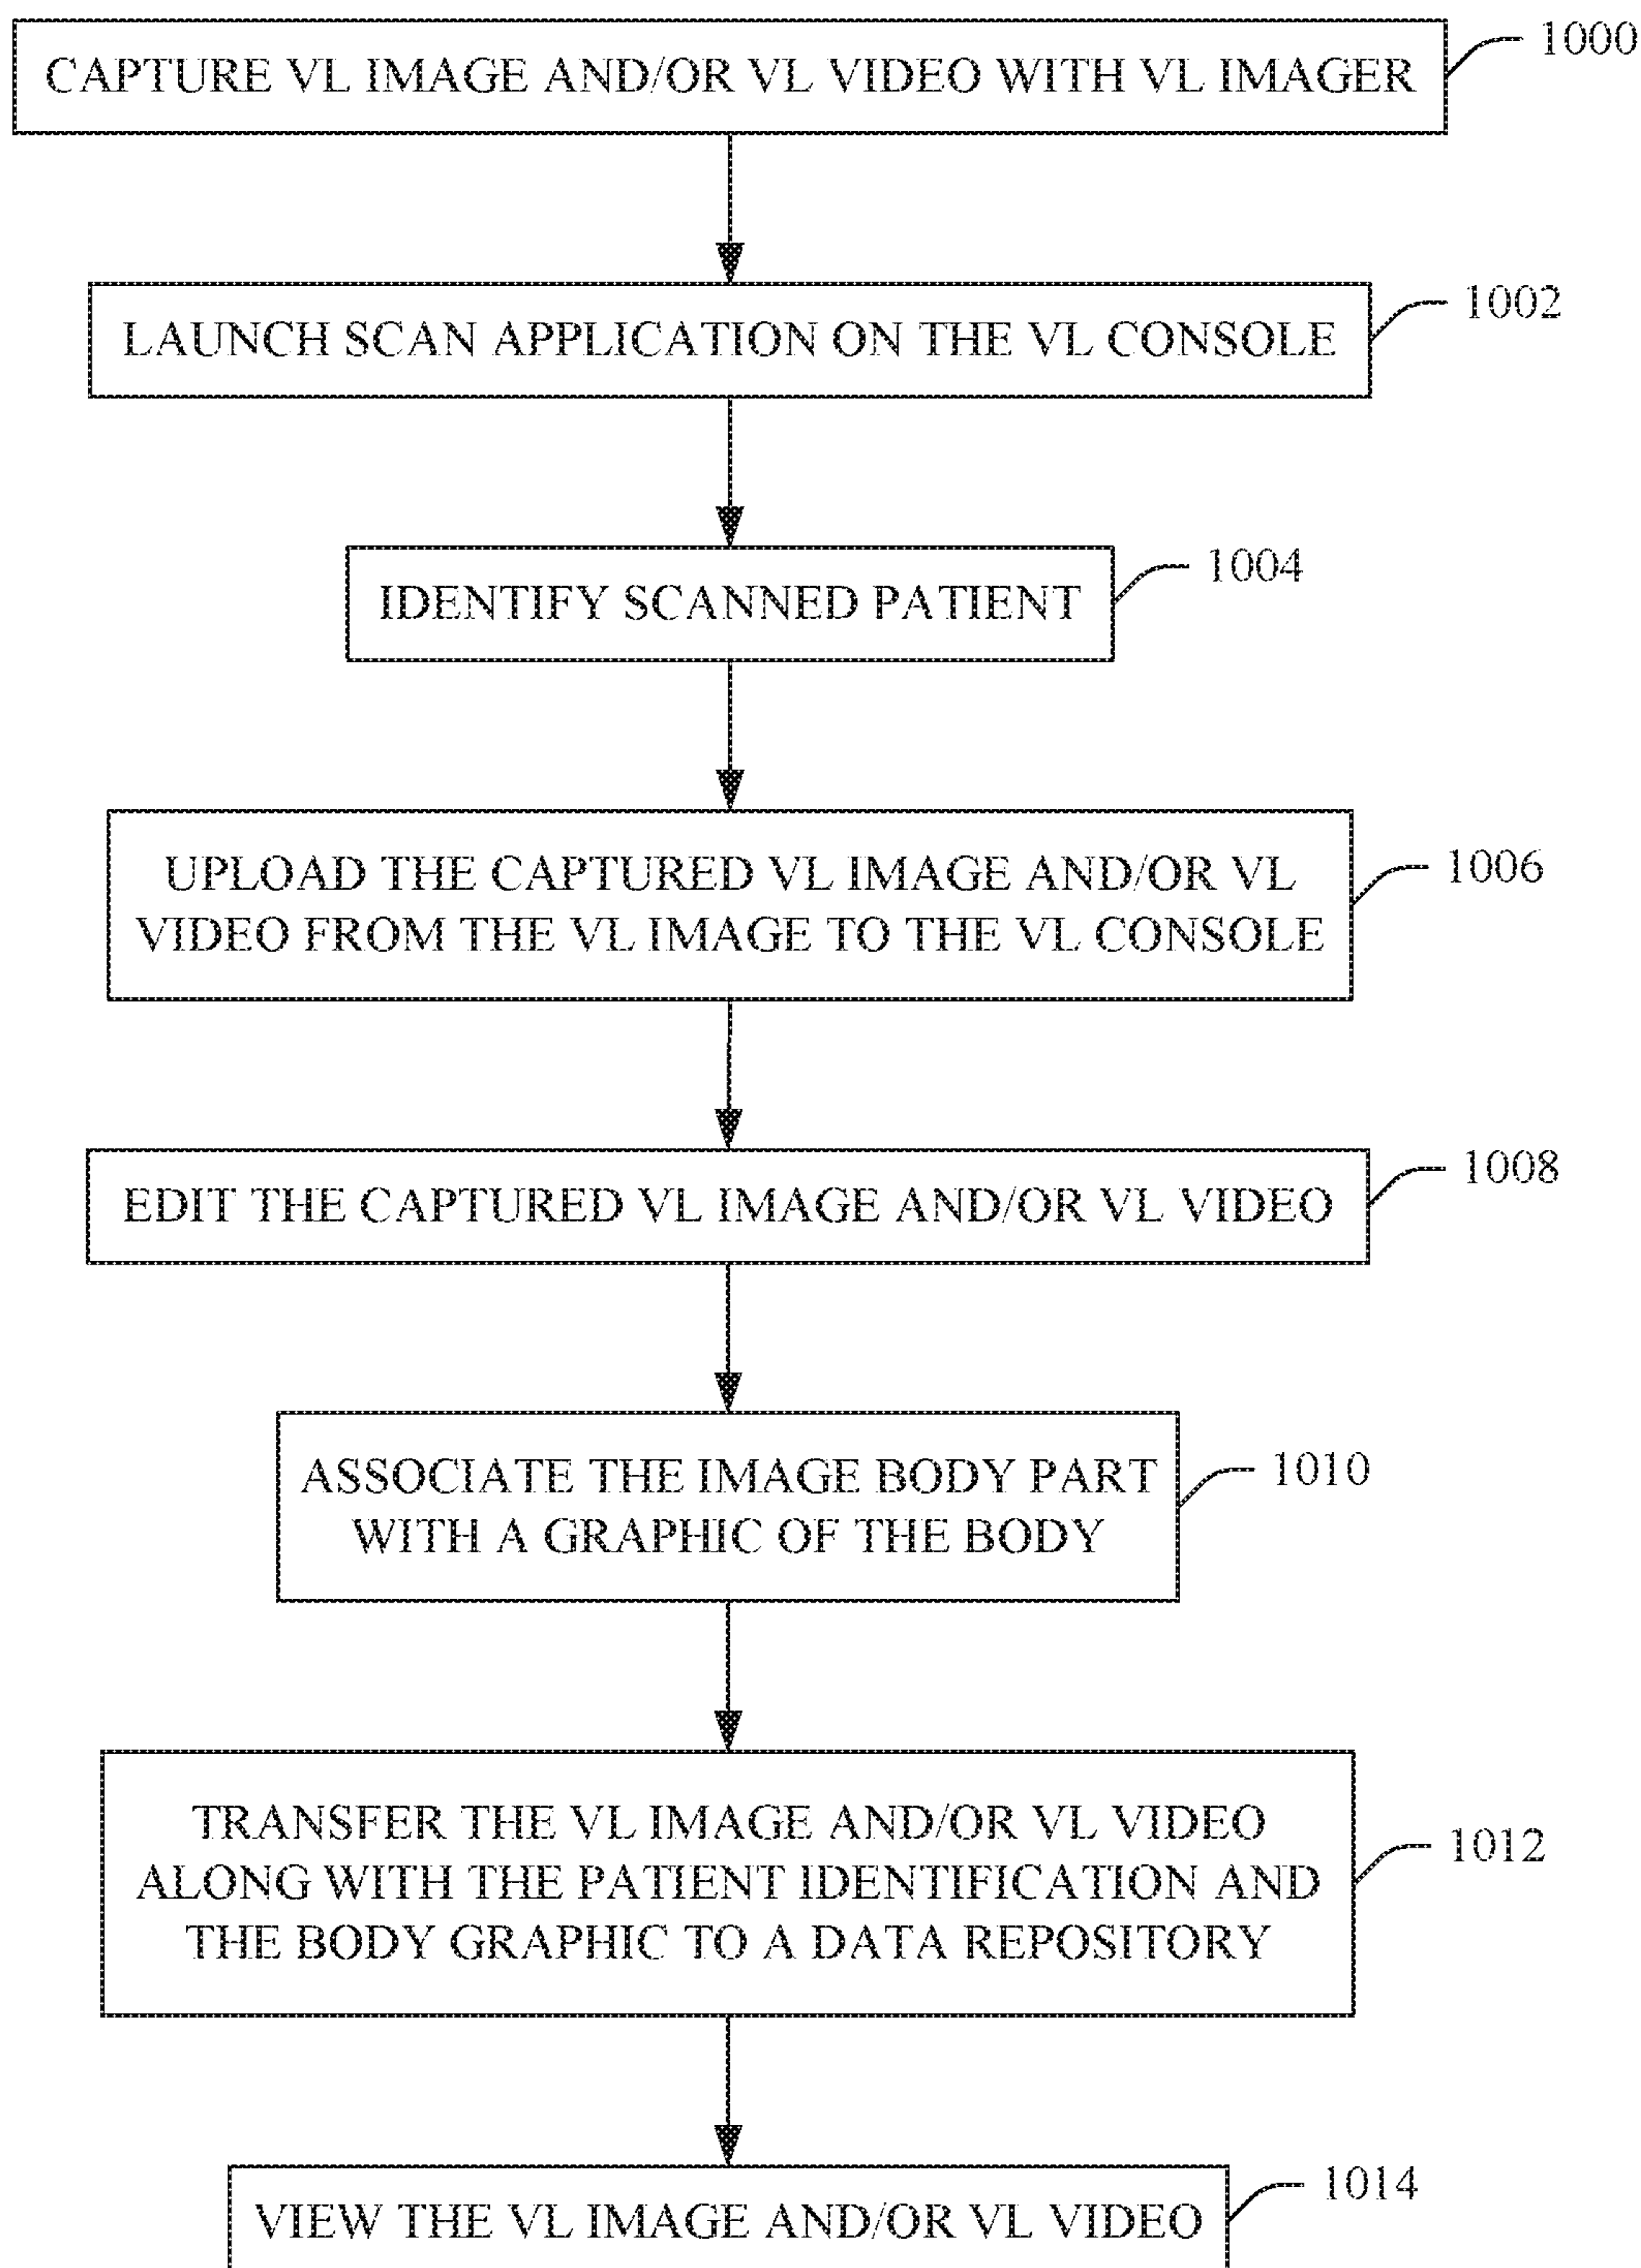 CAPTURE VL IMAGE AND/OR VL VIDEO WITH VL IMAGER
1000
LAUNCH SCAN APPLICATION ON THE VL CONSOLE
1002
IDENTIFY SCANNED PATIENT
1004
UPLOAD THE CAPTURED VL IMAGE AND/OR VL
VIDEO FROM THE VL IMAGE TO THE VL CONSOLE
1006
EDIT THE CAPTURED VL IMAGE AND/OR VL VIDEO
1008
ASSOCIATE THE IMAGE BODY PART
WITH A GRAPHIC OF THE BODY
1010
TRANSFER THE VL IMAGE AND/OR VL VIDEO
ALONG WITH THE PATIENT IDENTIFICATION AND
THE BODY GRAPHIC TO A DATA REPOSITORY
1012
VIEW THE VL IMAGE AND/OR VL VIDEO
1014